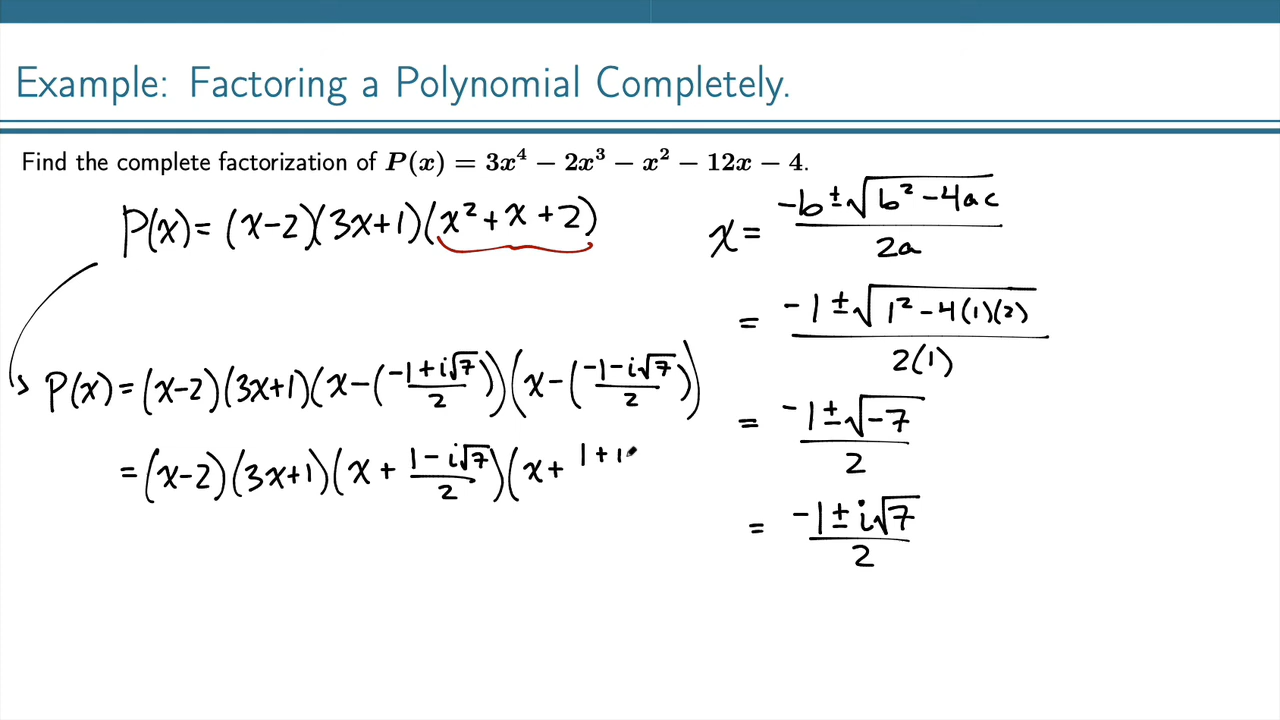 Example: Factoring a Polynomial Completely.
Find the complete factorization of P(x) = 3x⁴ − 2x³ − x² − 12x − 4.
P(x) = (x−2)(3x+1)(x² + x + 2)
P(x) = (x−2)(3x+1)(x − (−1+i√7)/2)(x − (−1−i√7)/2)
= (x−2)(3x+1)(x + (1−i√7)/2)(x + 1+i
x = (−b ± √(b² − 4ac))/2a
= (−1 ± √(1² − 4(1)(2)))/2(1)
= (−1 ± √−7)/2
= (−1 ± i√7)/2